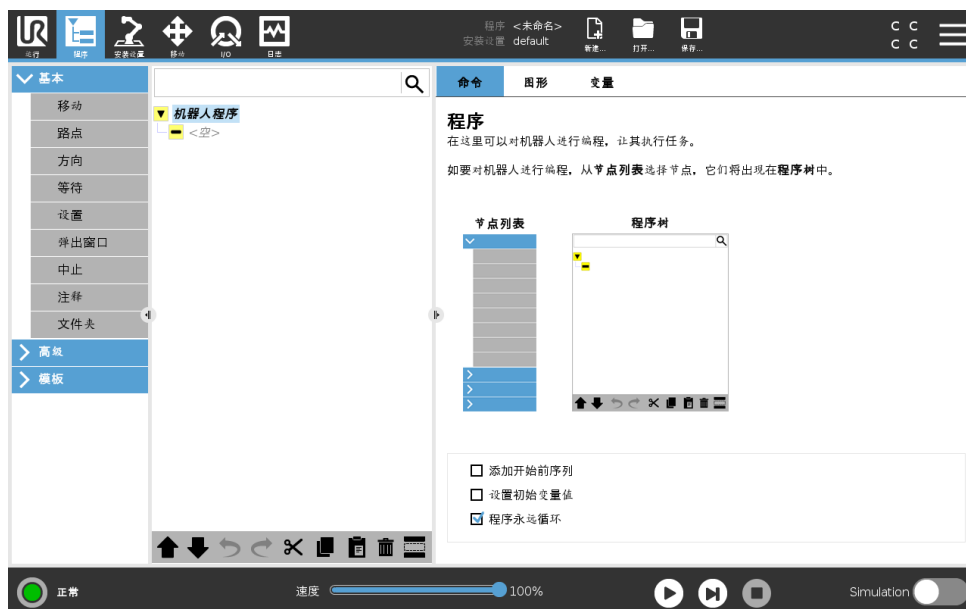 程序 <未命名>
安装设置 default
新建... 打开... 保存...
C C
C C
运行 程序 安装设置 移动 I/O 日志
基本
移动
路点
方向
等待
设置
弹出窗口
中止
注释
文件夹
高级
模板
机器人程序
<空>
命令 图形 变量
程序
在这里可以对机器人进行编程，让其执行任务。
如要对机器人进行编程，从节点列表选择节点，它们将出现在程序树中。
节点列表 程序树
添加开始前序列
设置初始变量值
程序永远循环
正常 速度 100% Simulation